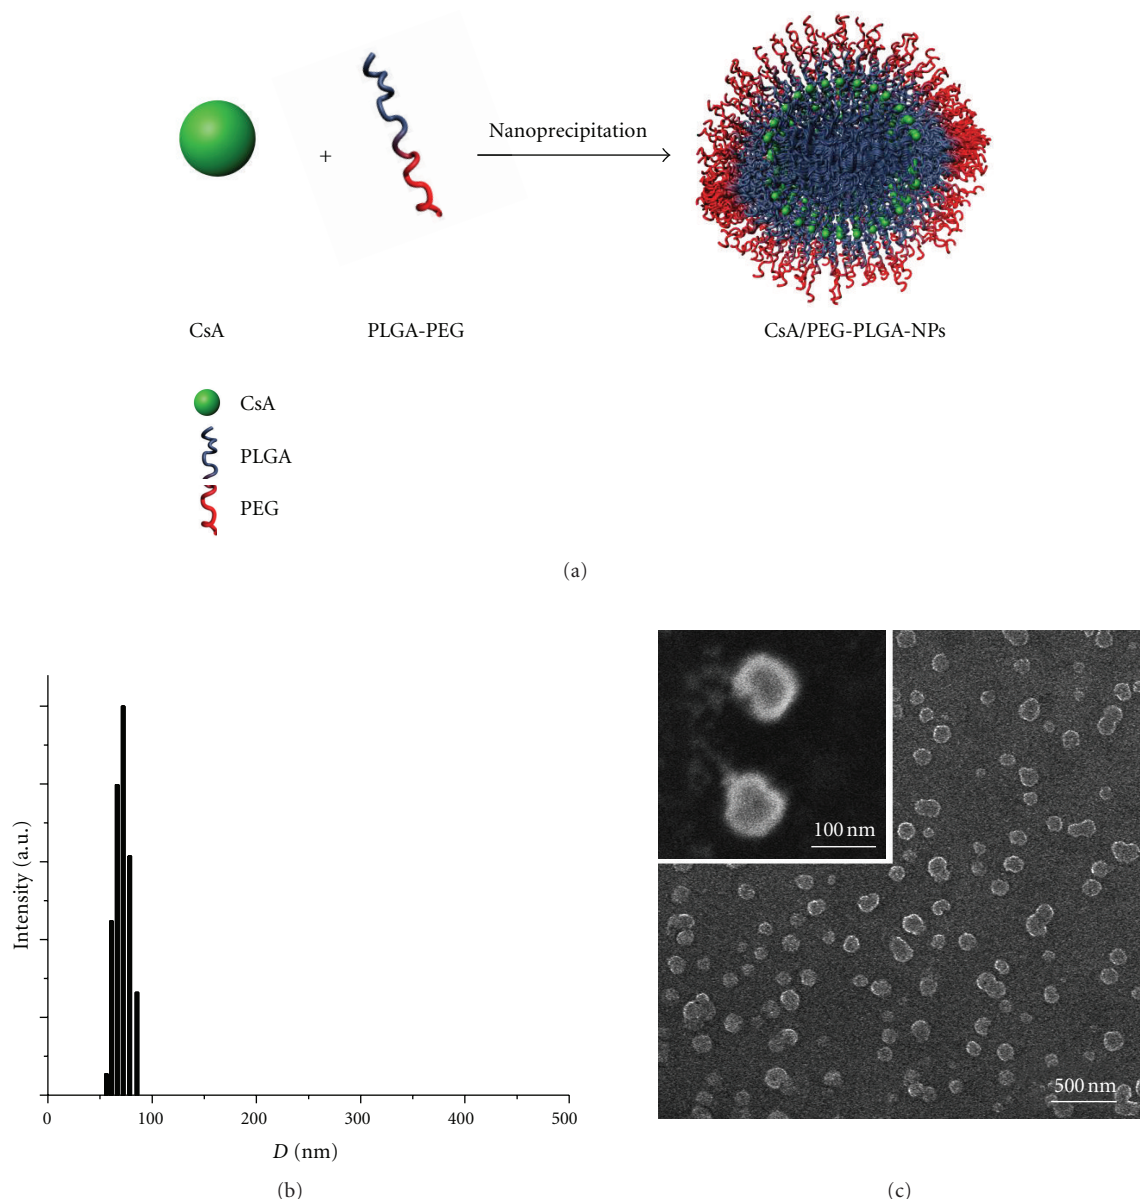 Nanoprecipitation
+
CsA
PLGA-PEG
CsA/PEG-PLGA-NPs
CsA
PLGA
PEG
(a)
Intensity (a.u.)
0
100
200
300
400
500
D (nm)
(b)
100 nm
500 nm
(c)